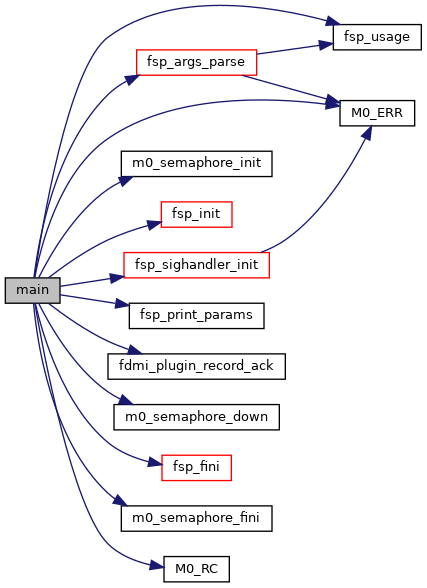 fsp_usage
fsp_args_parse
M0_ERR
m0_semaphore_init
fsp_init
fsp_sighandler_init
main
fsp_print_params
fdmi_plugin_record_ack
m0_semaphore_down
fsp_fini
m0_semaphore_fini
M0_RC